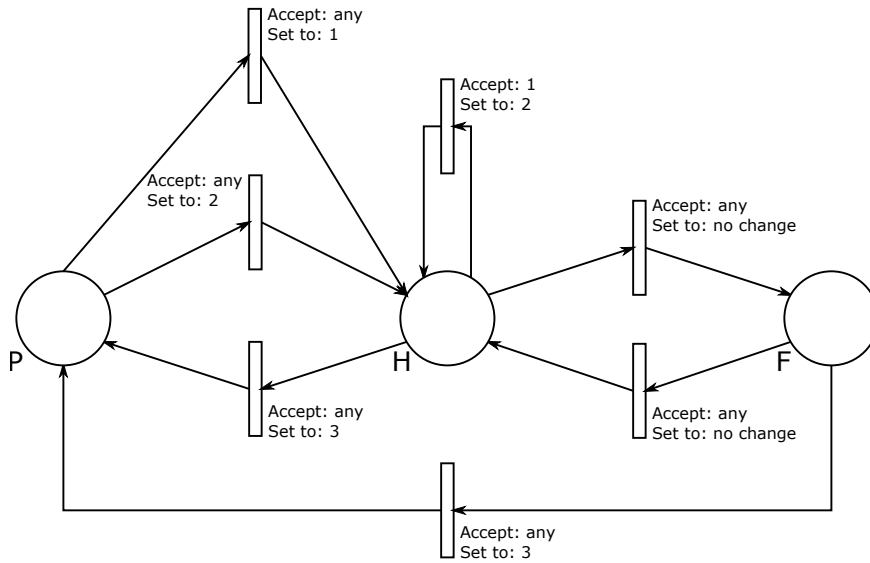 Accept: any
Set to: 1
Accept: 1
Set to: 2
Accept: any
Set to: 2
Accept: any
Set to: no change
P
H
F
Accept: any
Set to: 3
Accept: any
Set to: no change
Accept: any
Set to: 3